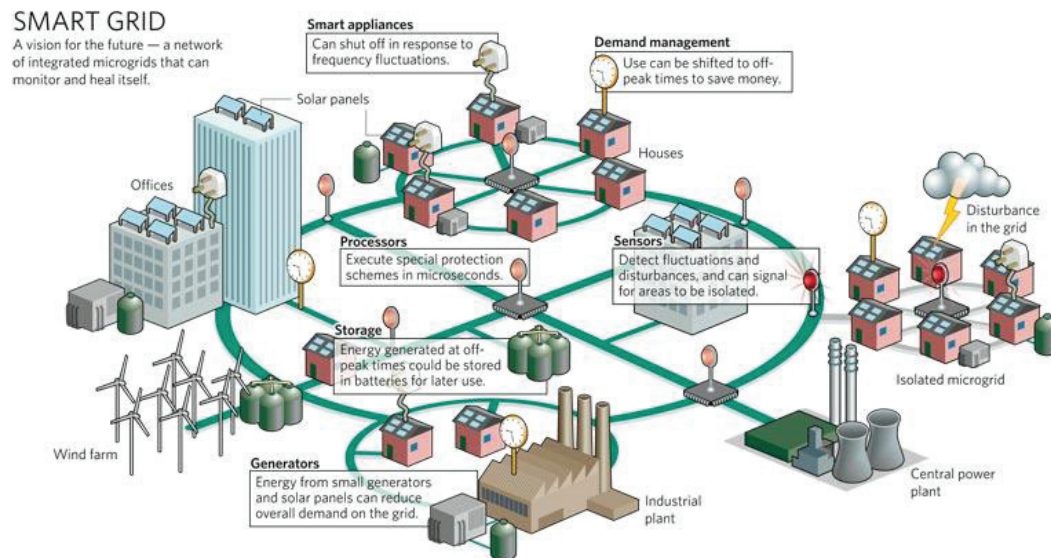 SMART GRID
A vision for the future — a network
of integrated microgrids that can
monitor and heal itself.
Smart appliances
Can shut off in response to
frequency fluctuations.
Demand management
Use can be shifted to off-
peak times to save money.
Solar panels
Houses
Offices
Disturbance
in the grid
Processors
Execute special protection
schemes in microseconds.
Sensors
Detect fluctuations and
disturbances, and can signal
for areas to be isolated.
Storage
Energy generated at off-
peak times could be stored
in batteries for later use.
Isolated microgrid
Wind farm
Generators
Energy from small generators
and solar panels can reduce
overall demand on the grid.
Industrial
plant
Central power
plant